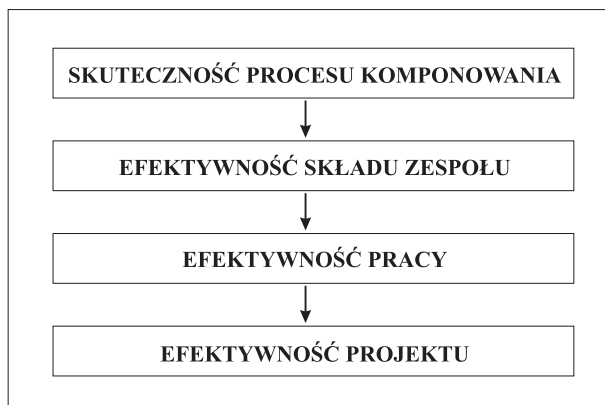 SKUTECZNOŚĆ PROCESU KOMPONOWANIA
EFEKTYWNOŚĆ SKŁADU ZESPOŁU
EFEKTYWNOŚĆ PRACY
EFEKTYWNOŚĆ PROJEKTU